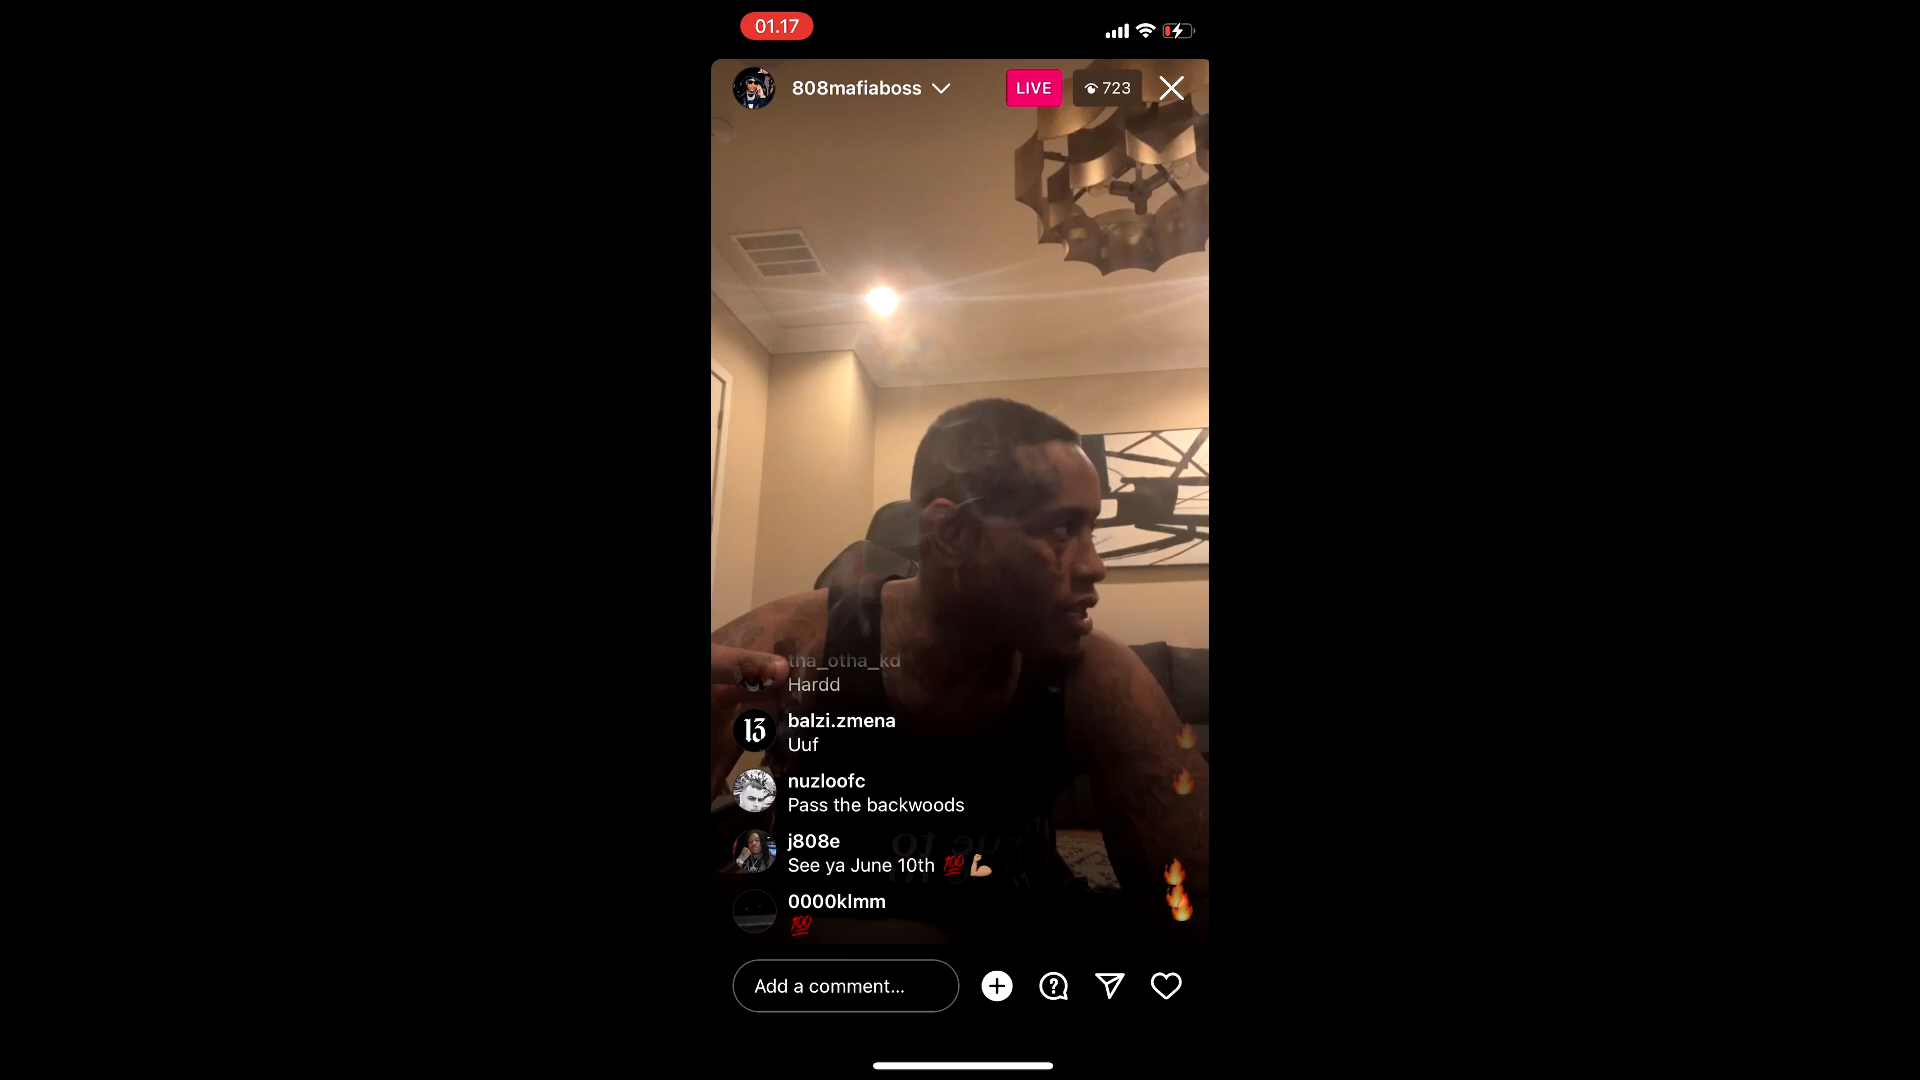 01.17
808mafiaboss
LIVE
723
tha_otha_kd
Hardd
13
balzi.zmena
Uuf
nuzloofc
Pass the backwoods
j808e
See ya June 10th 💯💪🏼
0000klmm
💯
Add a comment...